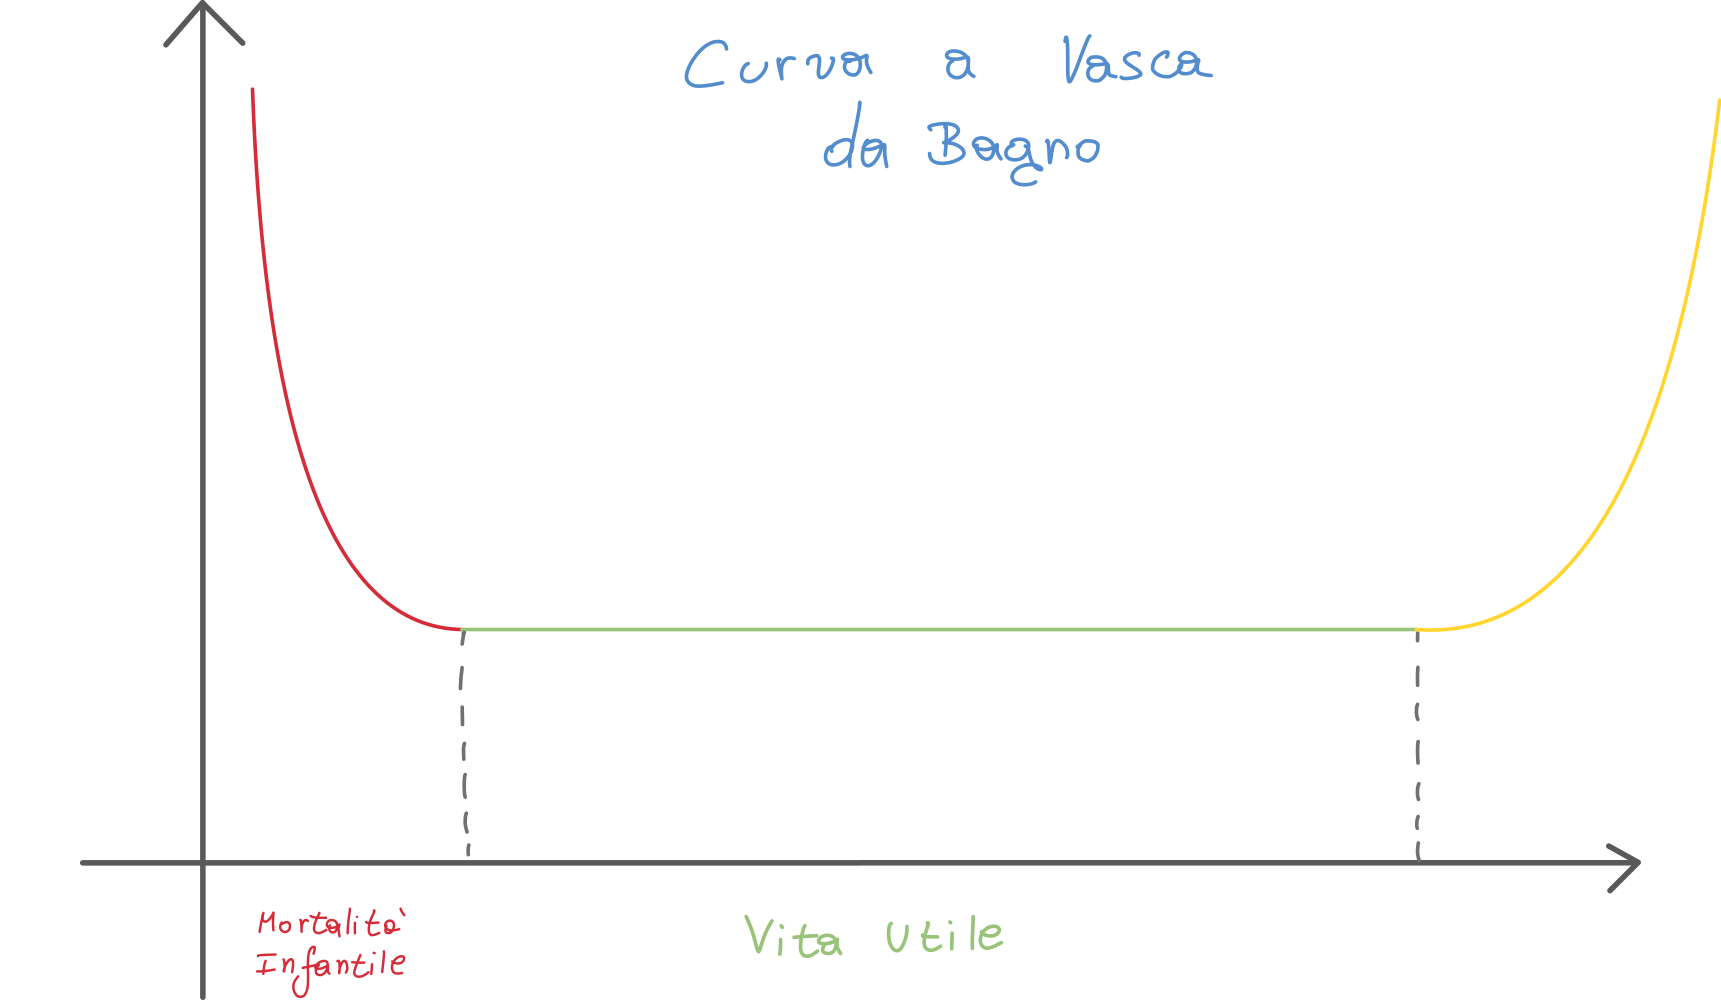 Curva a Vasca
da Bagno
Mortalità
Infantile
Vita Utile